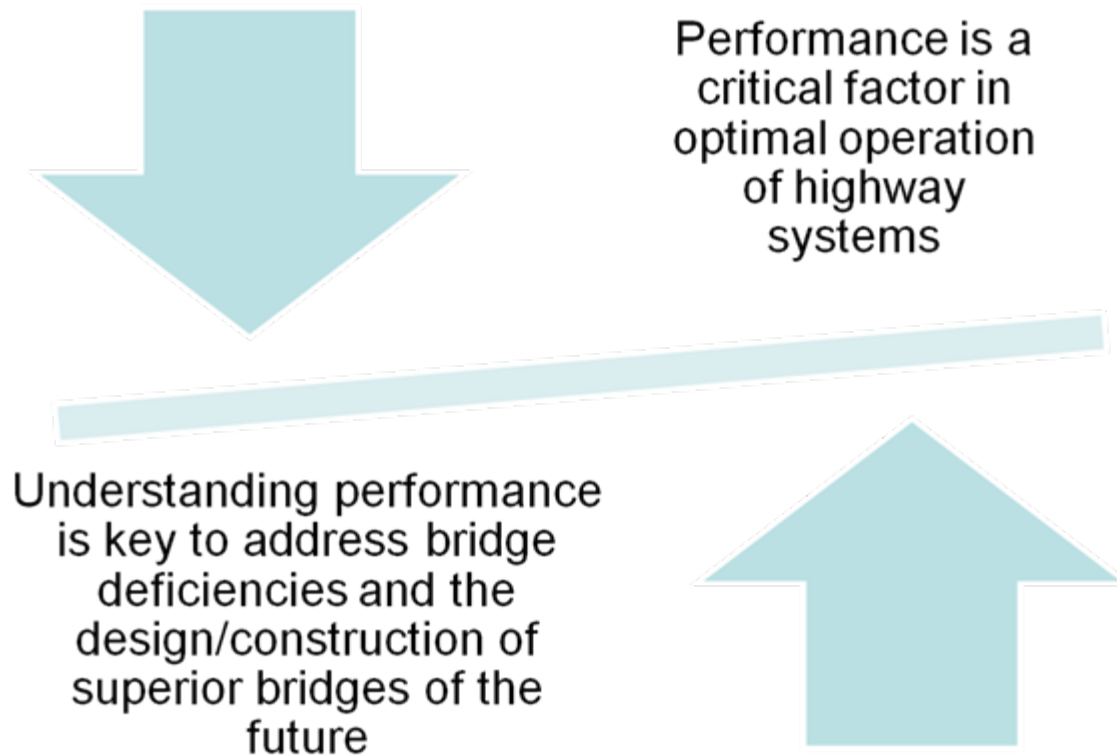 Performance is a
critical factor in
optimal operation
of highway
systems
Understanding performance
is key to address bridge
deficiencies and the
design/construction of
superior bridges of the
future